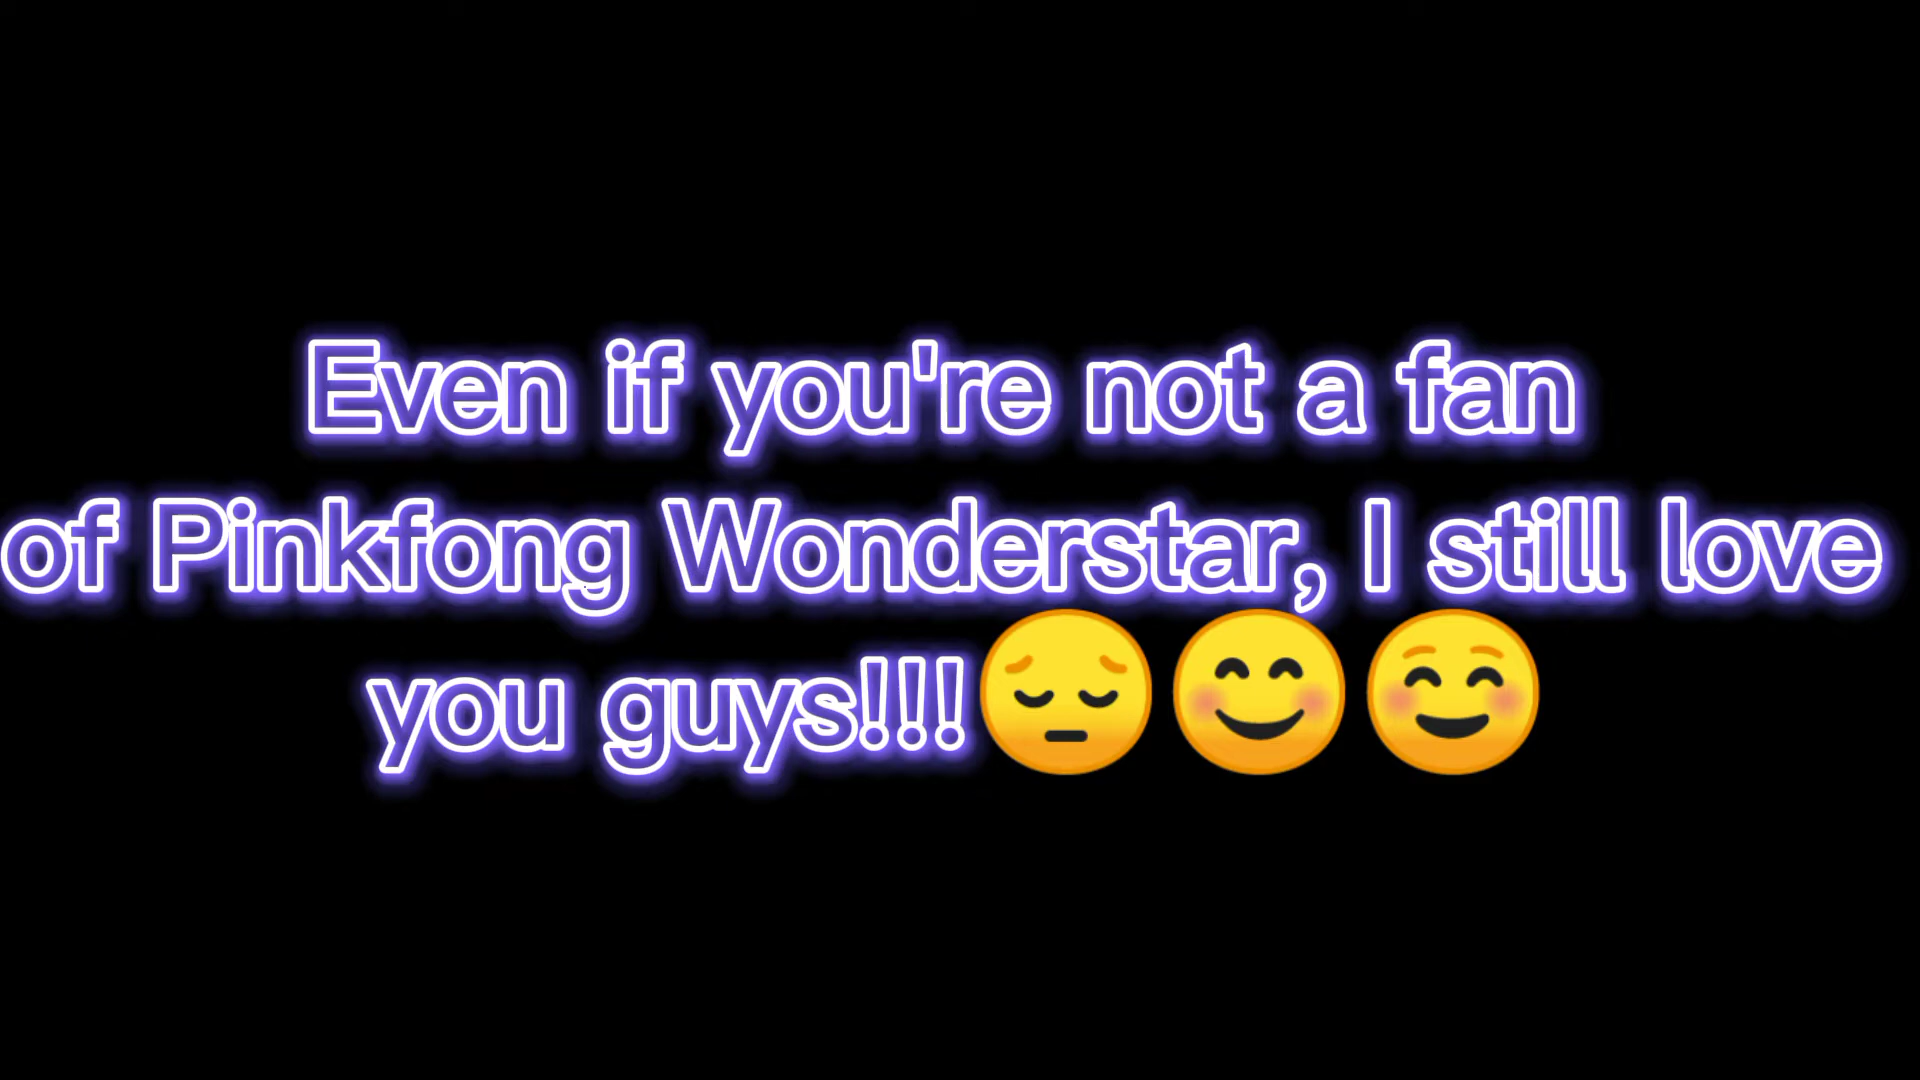 Even if you're not a fan
of Pinkfong Wonderstar, I still love
you guys!!!😔😊☺️